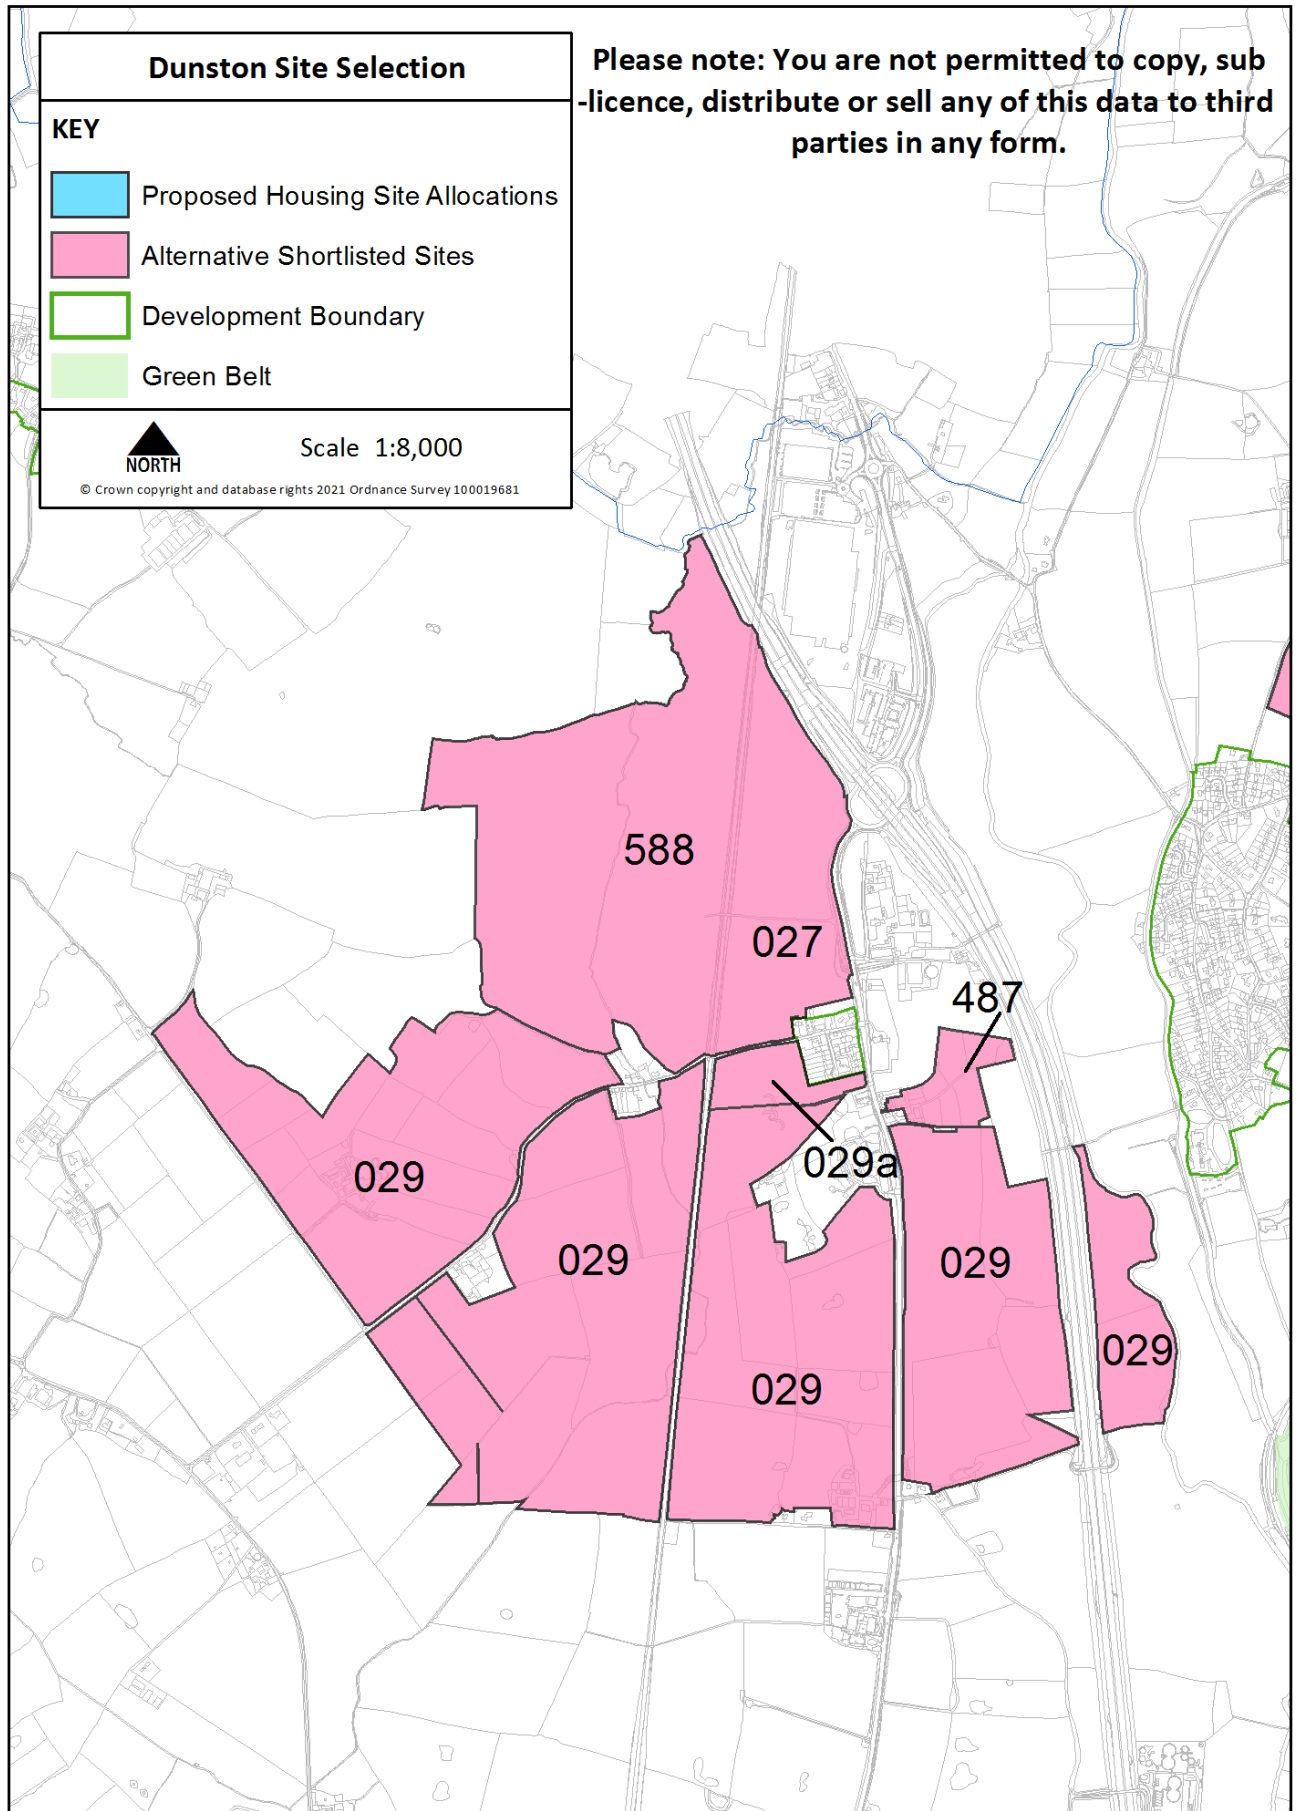 Dunston Site Selection
KEY
Proposed Housing Site Allocations
Alternative Shortlisted Sites
Development Boundary
Green Belt
NORTH
Scale 1:8,000
© Crown copyright and database rights 2021 Ordnance Survey 100019681
Please note: You are not permitted to copy, sub
-licence, distribute or sell any of this data to third
parties in any form.
588
027
487
029a
029
029
029
029
029